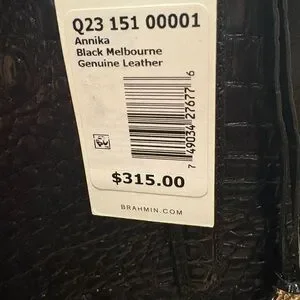 Q23 151 00001
Annika
Black Melbourne
Genuine Leather
7 49034 27677 6
$315.00
BRAHMIN.COM